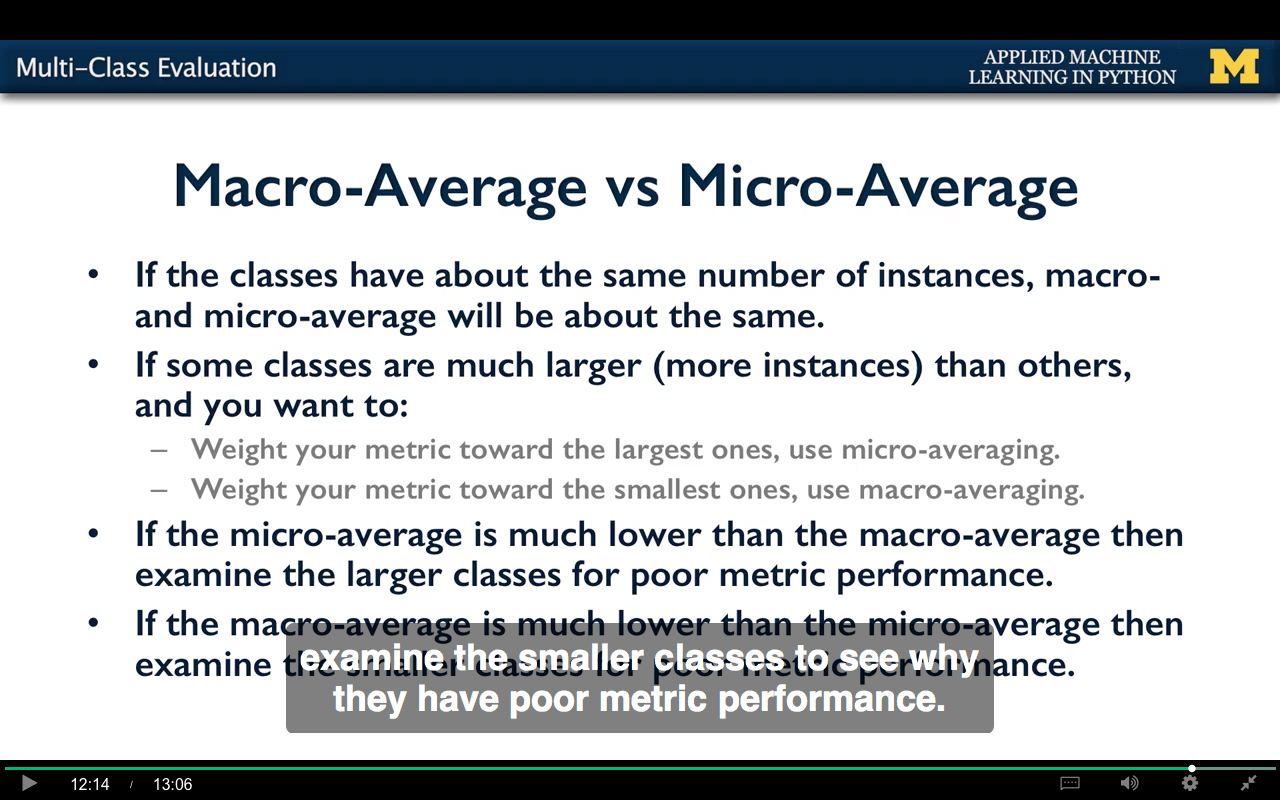 Multi-Class Evaluation
APPLIED MACHINE
LEARNING IN PYTHON
M
Macro-Average vs Micro-Average
• If the classes have about the same number of instances, macro-
and micro-average will be about the same.
• If some classes are much larger (more instances) than others,
and you want to:
– Weight your metric toward the largest ones, use micro-averaging.
– Weight your metric toward the smallest ones, use macro-averaging.
• If the micro-average is much lower than the macro-average then
examine the larger classes for poor metric performance.
• If the macro-average is much lower than the micro-average then
examine the smaller classes for poor metric performance.
examine the smaller classes to see why
they have poor metric performance.
12:14 / 13:06